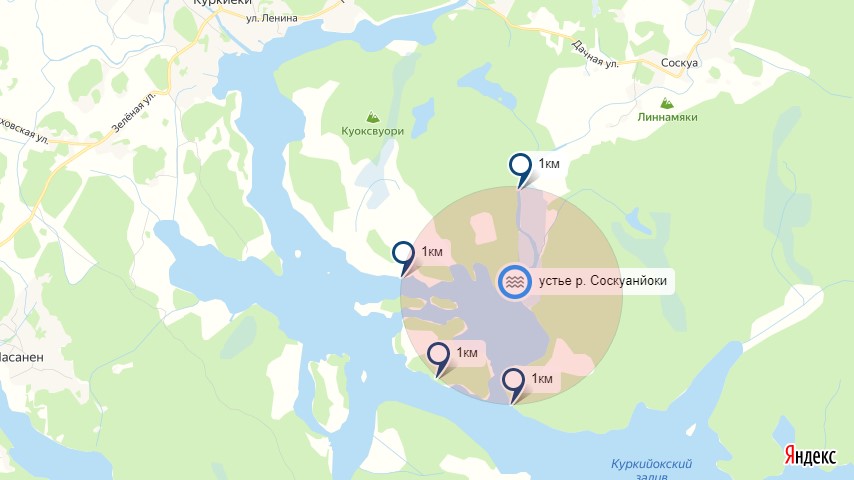 Куркиеки
ул. Ленина
Дачная ул.
Соскуа
Зелёная ул.
ховская ул.
Куоксвуори
Линнамяки
1км
1км
устье р. Соскуанйоки
1км
1км
Ласанен
Куркийокский
залив
Яндекс